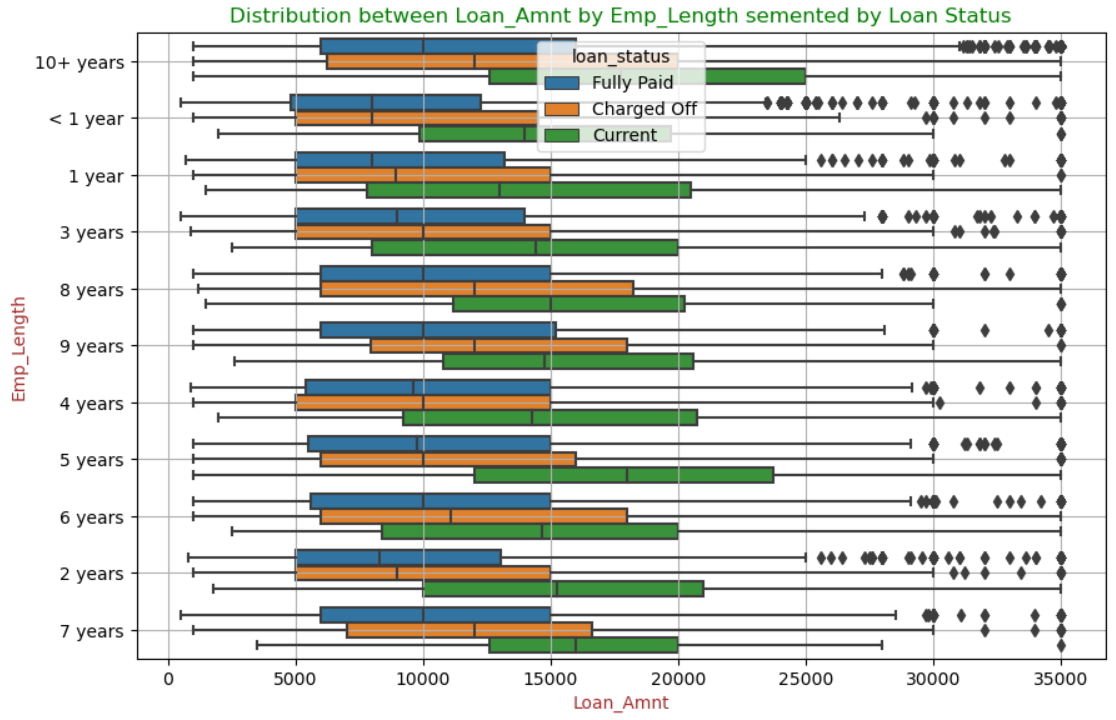 Distribution between Loan_Amnt by Emp_Length semented by Loan Status
loan_status
Fully Paid
Charged Off
Current
Emp_Length
10+ years
< 1 year
1 year
3 years
8 years
9 years
4 years
5 years
6 years
2 years
7 years
0 5000 10000 15000 20000 25000 30000 35000
Loan_Amnt